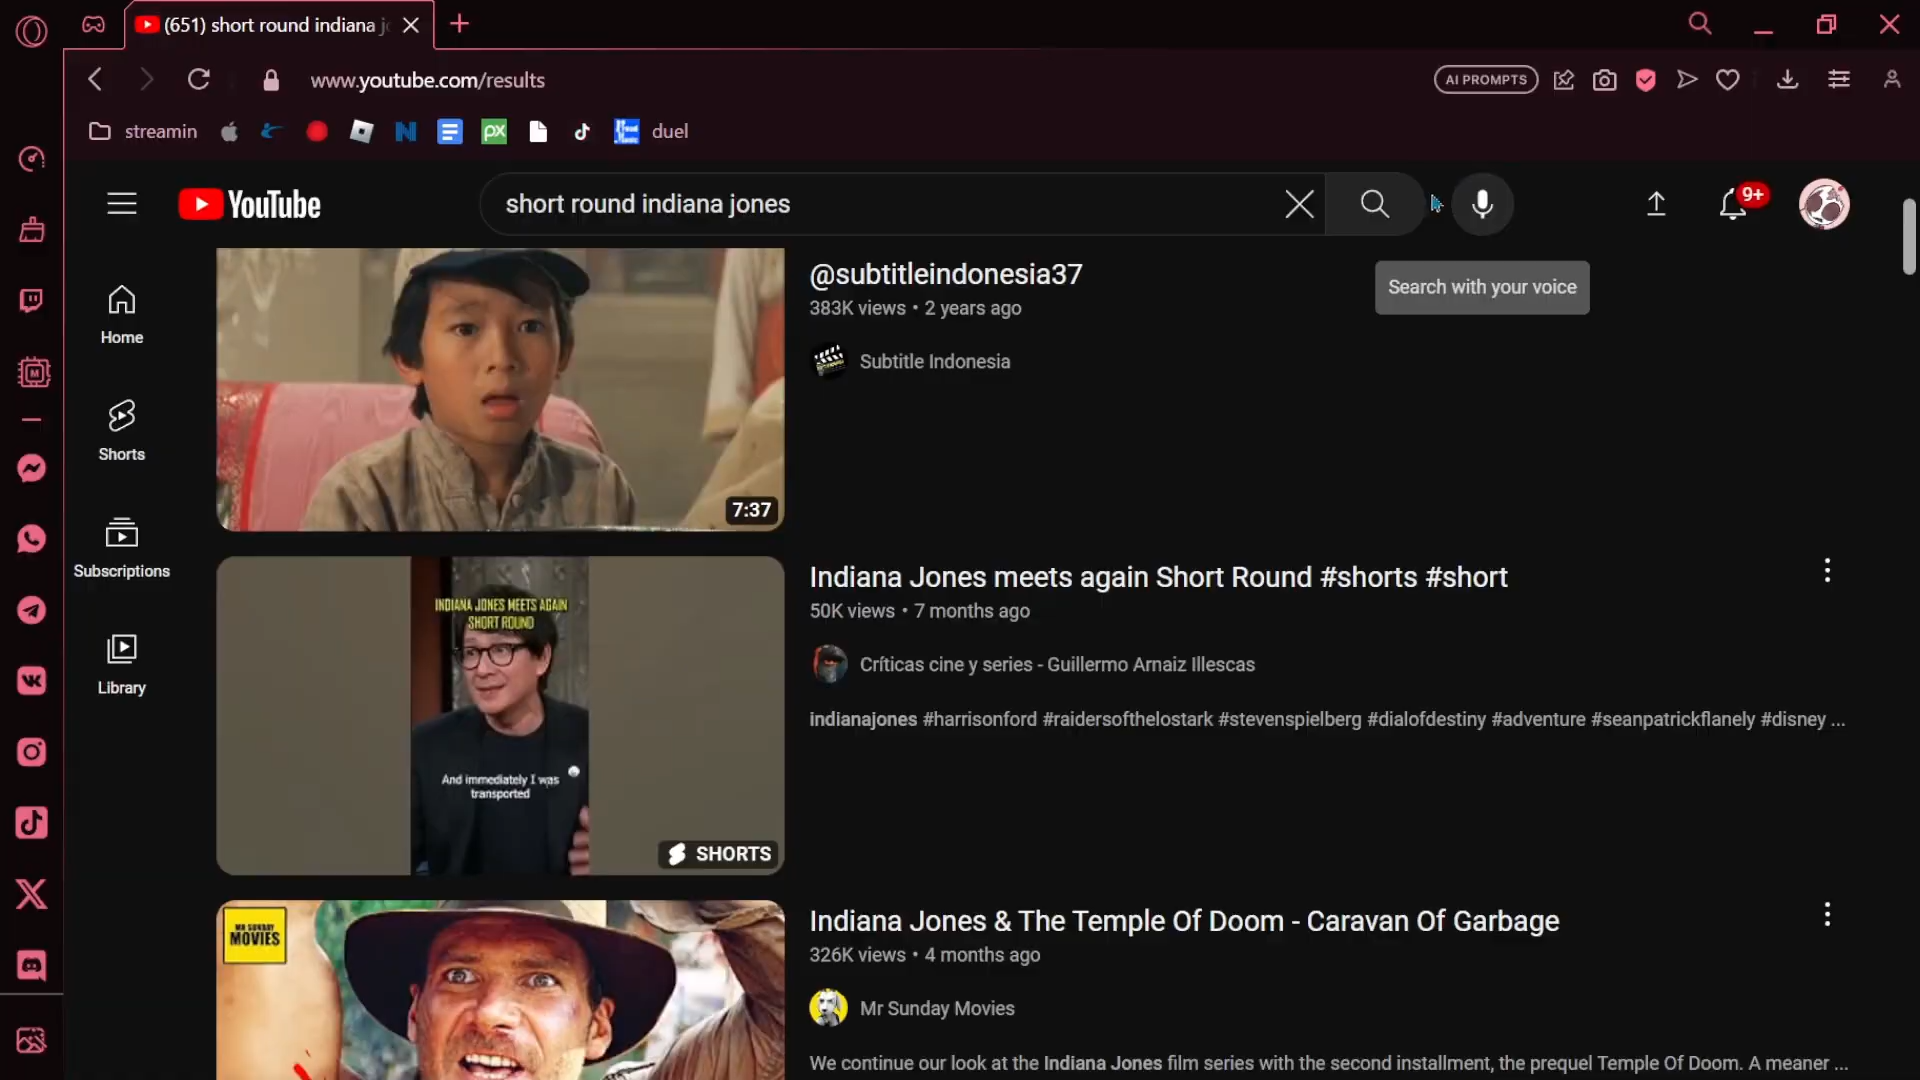 (651) short round indiana j
www.youtube.com/results
AI PROMPTS
streamin
px
duel
YouTube
short round indiana jones
9+
Search with your voice
Home
Shorts
Subscriptions
Library
@subtitleindonesia37
383K views • 2 years ago
Subtitle Indonesia
7:37
INDIANA JONES MEETS AGAIN
SHORT ROUND
And immediately I was
transported
SHORTS
Indiana Jones meets again Short Round #shorts #short
50K views • 7 months ago
Críticas cine y series - Guillermo Arnaiz Illescas
indianajones #harrisonford #raidersofthelostark #stevenspielberg #dialofdestiny #adventure #seanpatrickflanely #disney ...
MR SUNDAY
MOVIES
Indiana Jones & The Temple Of Doom - Caravan Of Garbage
326K views • 4 months ago
Mr Sunday Movies
We continue our look at the Indiana Jones film series with the second installment, the prequel Temple Of Doom. A meaner ...